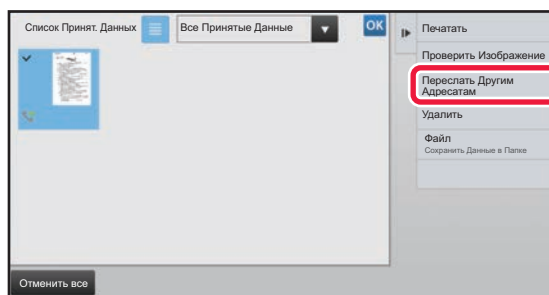 Список Принят. Данных
Все Принятые Данные
OK
Печатать
Проверить Изображение
Переслать Другим
Адресатам
Удалить
Файл
Сохранить Данные в Папке
Отменить все